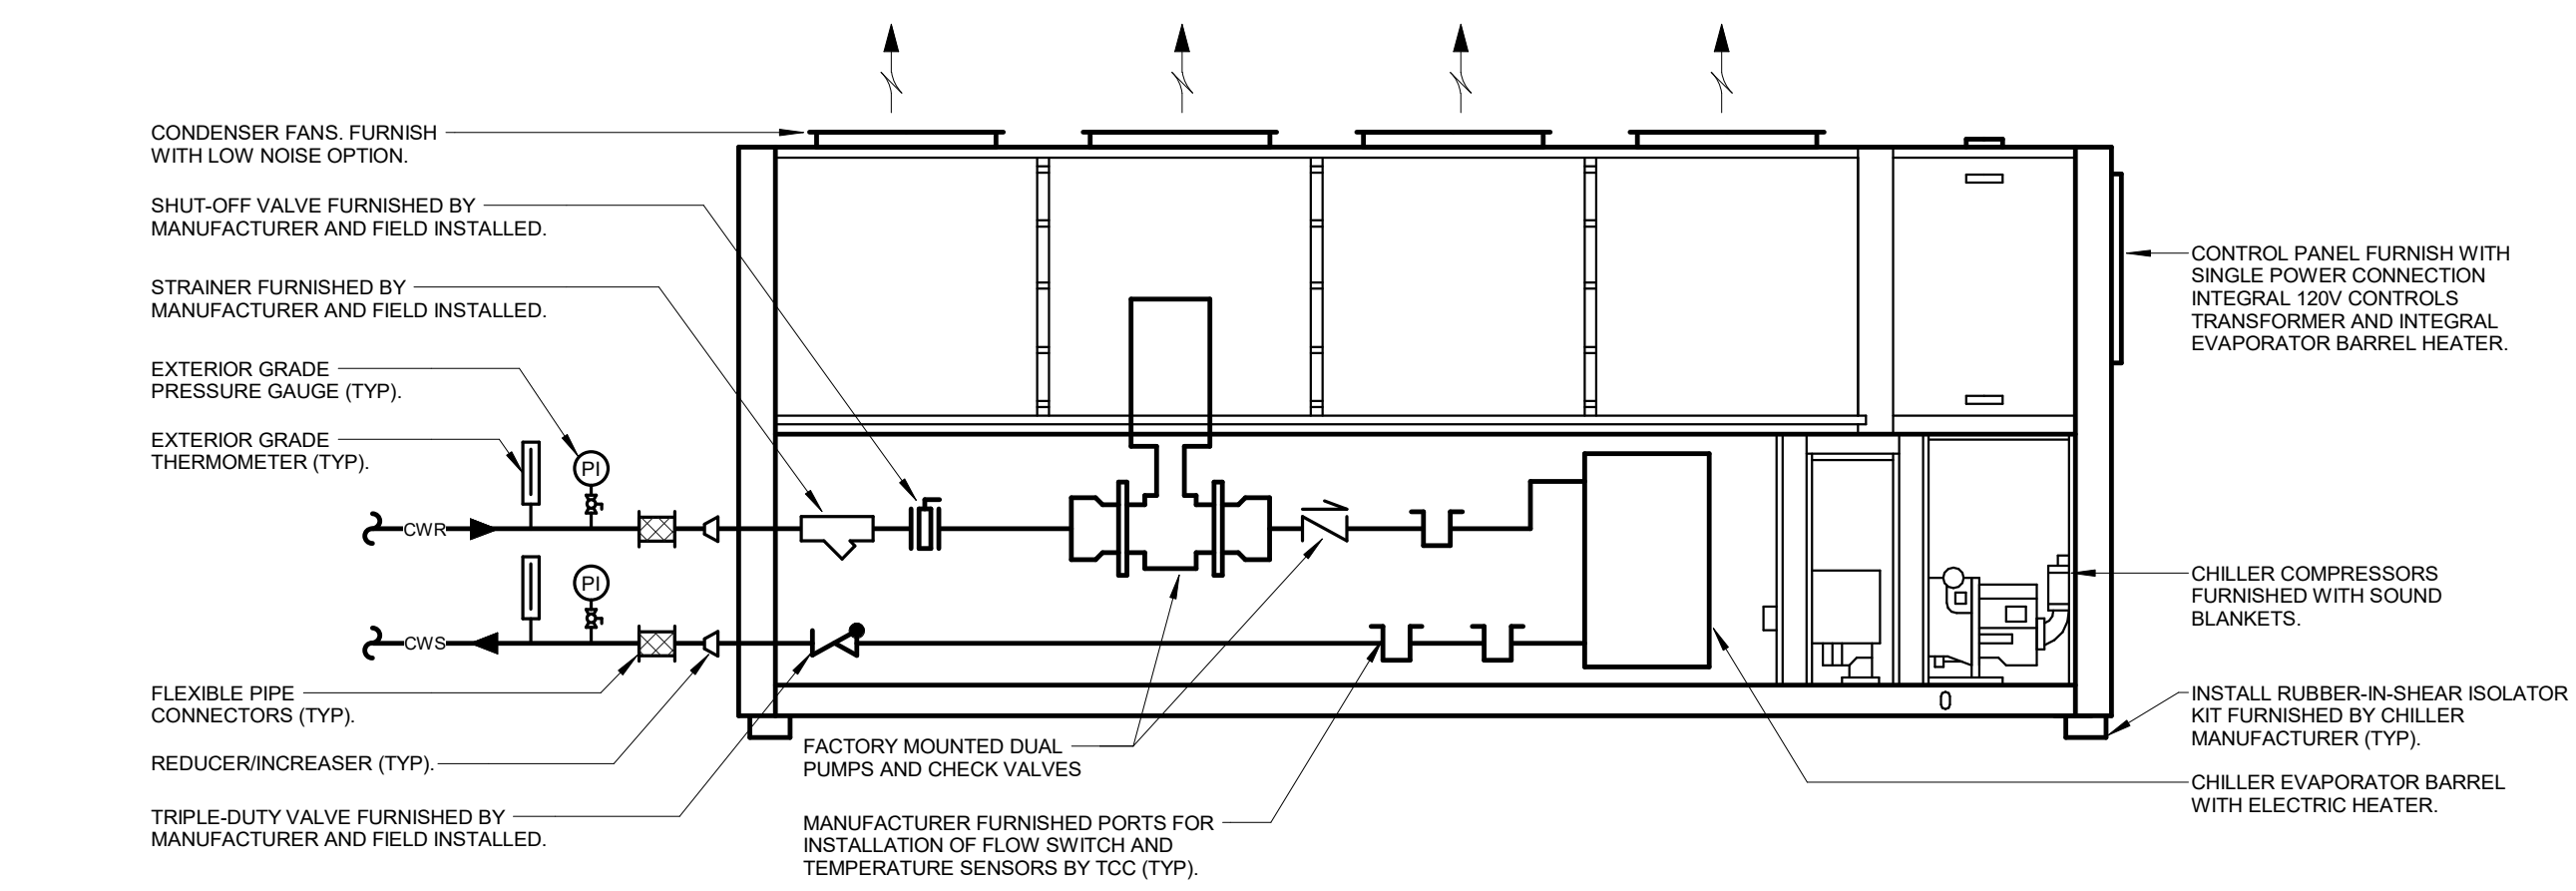 CONDENSER FANS. FURNISH
WITH LOW NOISE OPTION.
SHUT-OFF VALVE FURNISHED BY
MANUFACTURER AND FIELD INSTALLED.
STRAINER FURNISHED BY
MANUFACTURER AND FIELD INSTALLED.
EXTERIOR GRADE
PRESSURE GAUGE (TYP).
EXTERIOR GRADE
THERMOMETER (TYP).
PI
CWR
PI
CWS
FLEXIBLE PIPE
CONNECTORS (TYP).
REDUCER/INCREASER (TYP).
TRIPLE-DUTY VALVE FURNISHED BY
MANUFACTURER AND FIELD INSTALLED.
FACTORY MOUNTED DUAL
PUMPS AND CHECK VALVES
MANUFACTURER FURNISHED PORTS FOR
INSTALLATION OF FLOW SWITCH AND
TEMPERATURE SENSORS BY TCC (TYP).
CONTROL PANEL FURNISH WITH
SINGLE POWER CONNECTION
INTEGRAL 120V CONTROLS
TRANSFORMER AND INTEGRAL
EVAPORATOR BARREL HEATER.
CHILLER COMPRESSORS
FURNISHED WITH SOUND
BLANKETS.
INSTALL RUBBER-IN-SHEAR ISOLATOR
KIT FURNISHED BY CHILLER
MANUFACTURER (TYP).
CHILLER EVAPORATOR BARREL
WITH ELECTRIC HEATER.